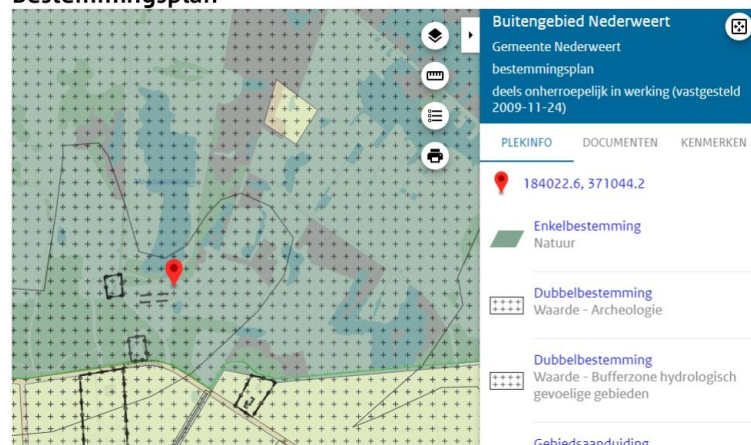 Bestemmingsplan
Buitengebied Nederweert
Gemeente Nederweert
bestemmingsplan
deels onherroepelijk in werking (vastgesteld
2009-11-24)
PLEKINFO DOCUMENTEN KENMERKEN
184022.6, 371044.2
Enkelbestemming
Natuur
Dubbelbestemming
Waarde - Archeologie
Dubbelbestemming
Waarde - Bufferzone hydrologisch
gevoelige gebieden
Gebiedsaanduiding